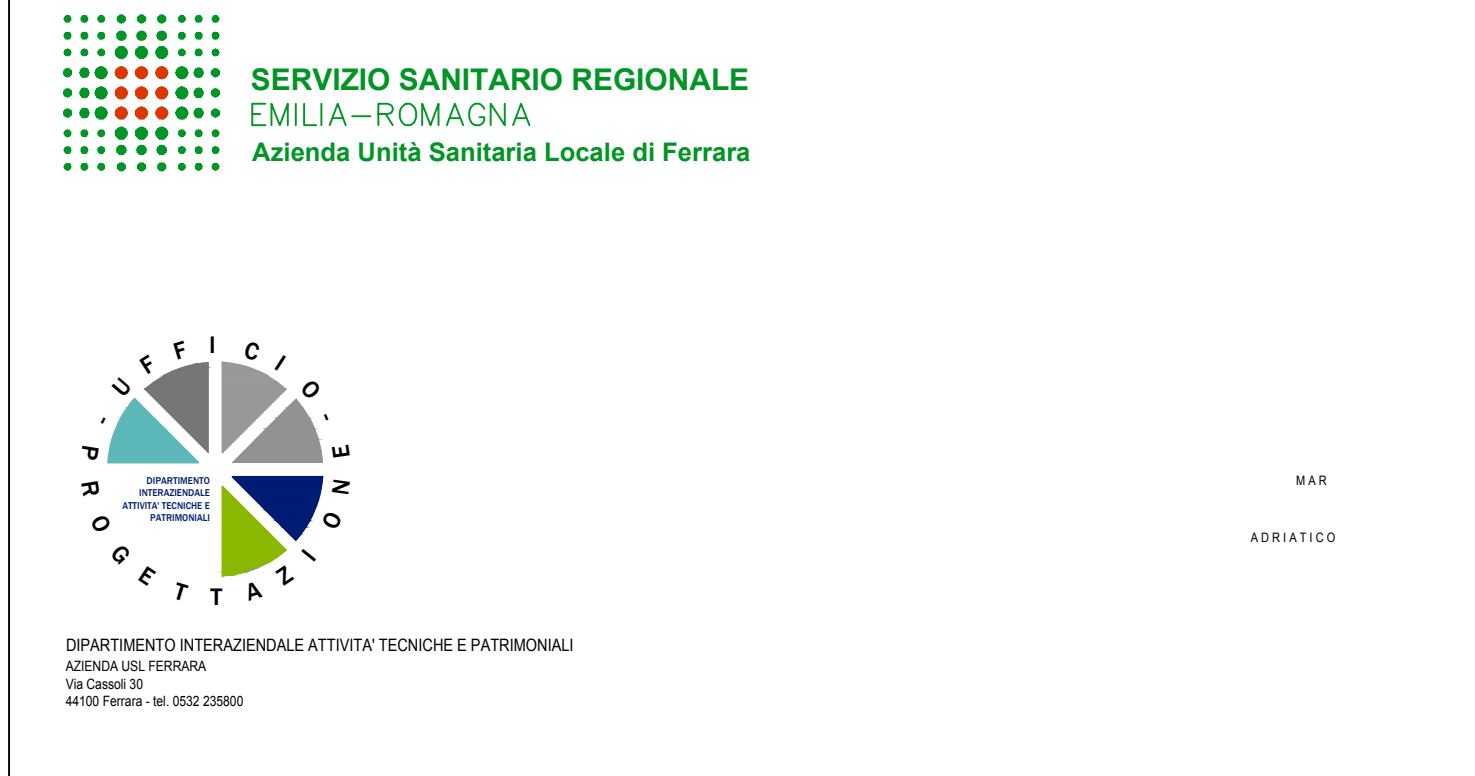 SERVIZIO SANITARIO REGIONALE
EMILIA-ROMAGNA
Azienda Unità Sanitaria Locale di Ferrara
UFFICIO-PROGETTAZIONE-
DIPARTIMENTO
INTERAZIENDALE
ATTIVITA' TECNICHE E
PATRIMONIALI
MAR
ADRIATICO
DIPARTIMENTO INTERAZIENDALE ATTIVITA' TECNICHE E PATRIMONIALI
AZIENDA USL FERRARA
Via Cassoli 30
44100 Ferrara - tel. 0532 235800